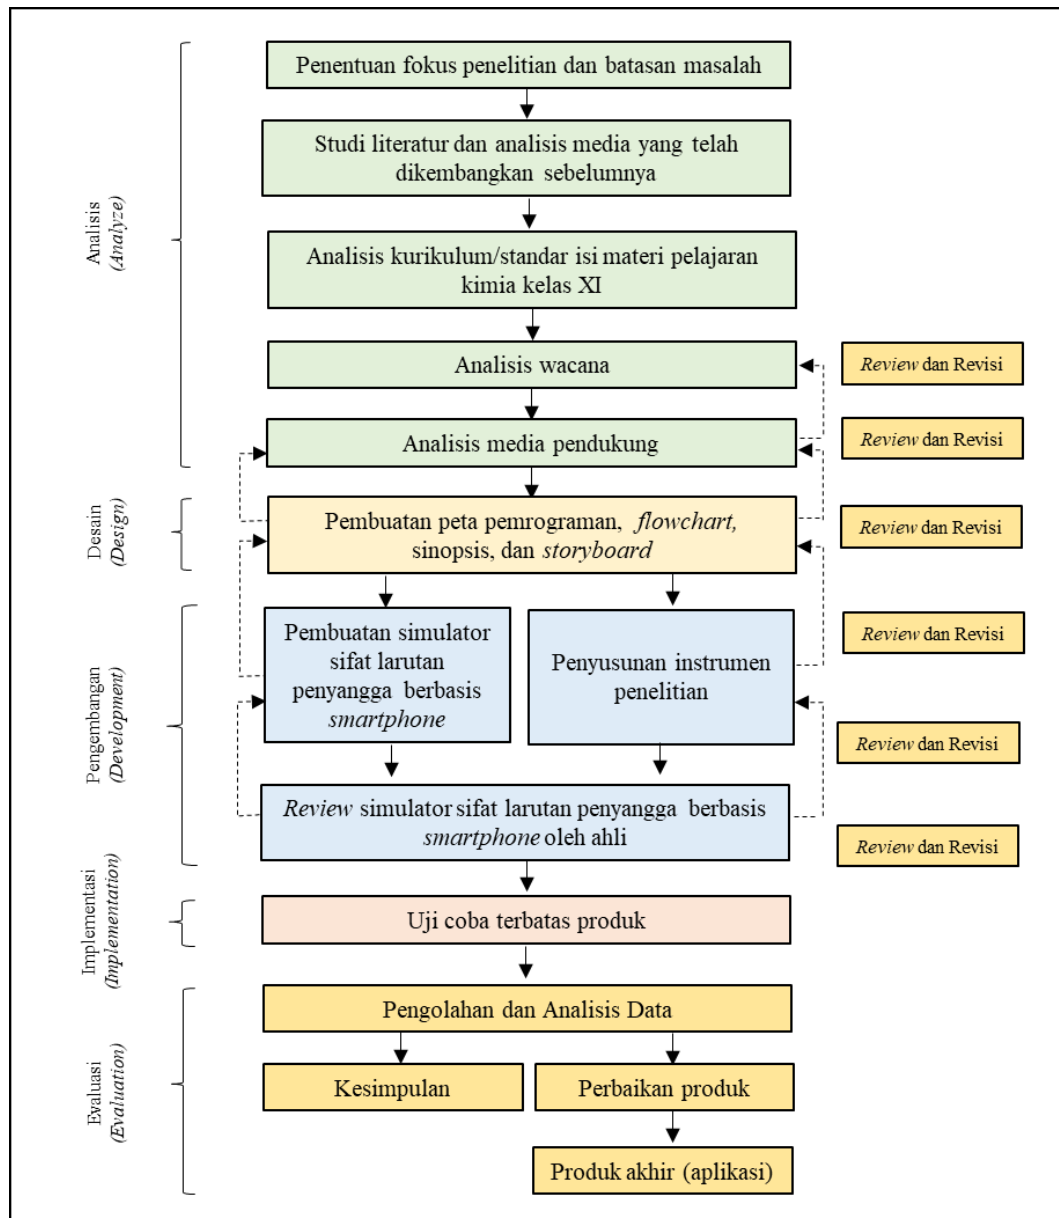 Penentuan fokus penelitian dan batasan masalah
Studi literatur dan analisis media yang telah
dikembangkan sebelumnya
Analisis
(Analyze)
Analisis kurikulum/standar isi materi pelajaran
kimia kelas XI
Analisis wacana
Review dan Revisi
Analisis media pendukung
Review dan Revisi
Desain
(Design)
Pembuatan peta pemrograman, flowchart,
sinopsis, dan storyboard
Review dan Revisi
Pembuatan simulator
sifat larutan
penyangga berbasis
smartphone
Penyusunan instrumen
penelitian
Review dan Revisi
Pengembangan
(Development)
Review dan Revisi
Review simulator sifat larutan penyangga berbasis
smartphone oleh ahli
Review dan Revisi
Implementasi
(Implementation)
Uji coba terbatas produk
Evaluasi
(Evaluation)
Pengolahan dan Analisis Data
Kesimpulan
Perbaikan produk
Produk akhir (aplikasi)